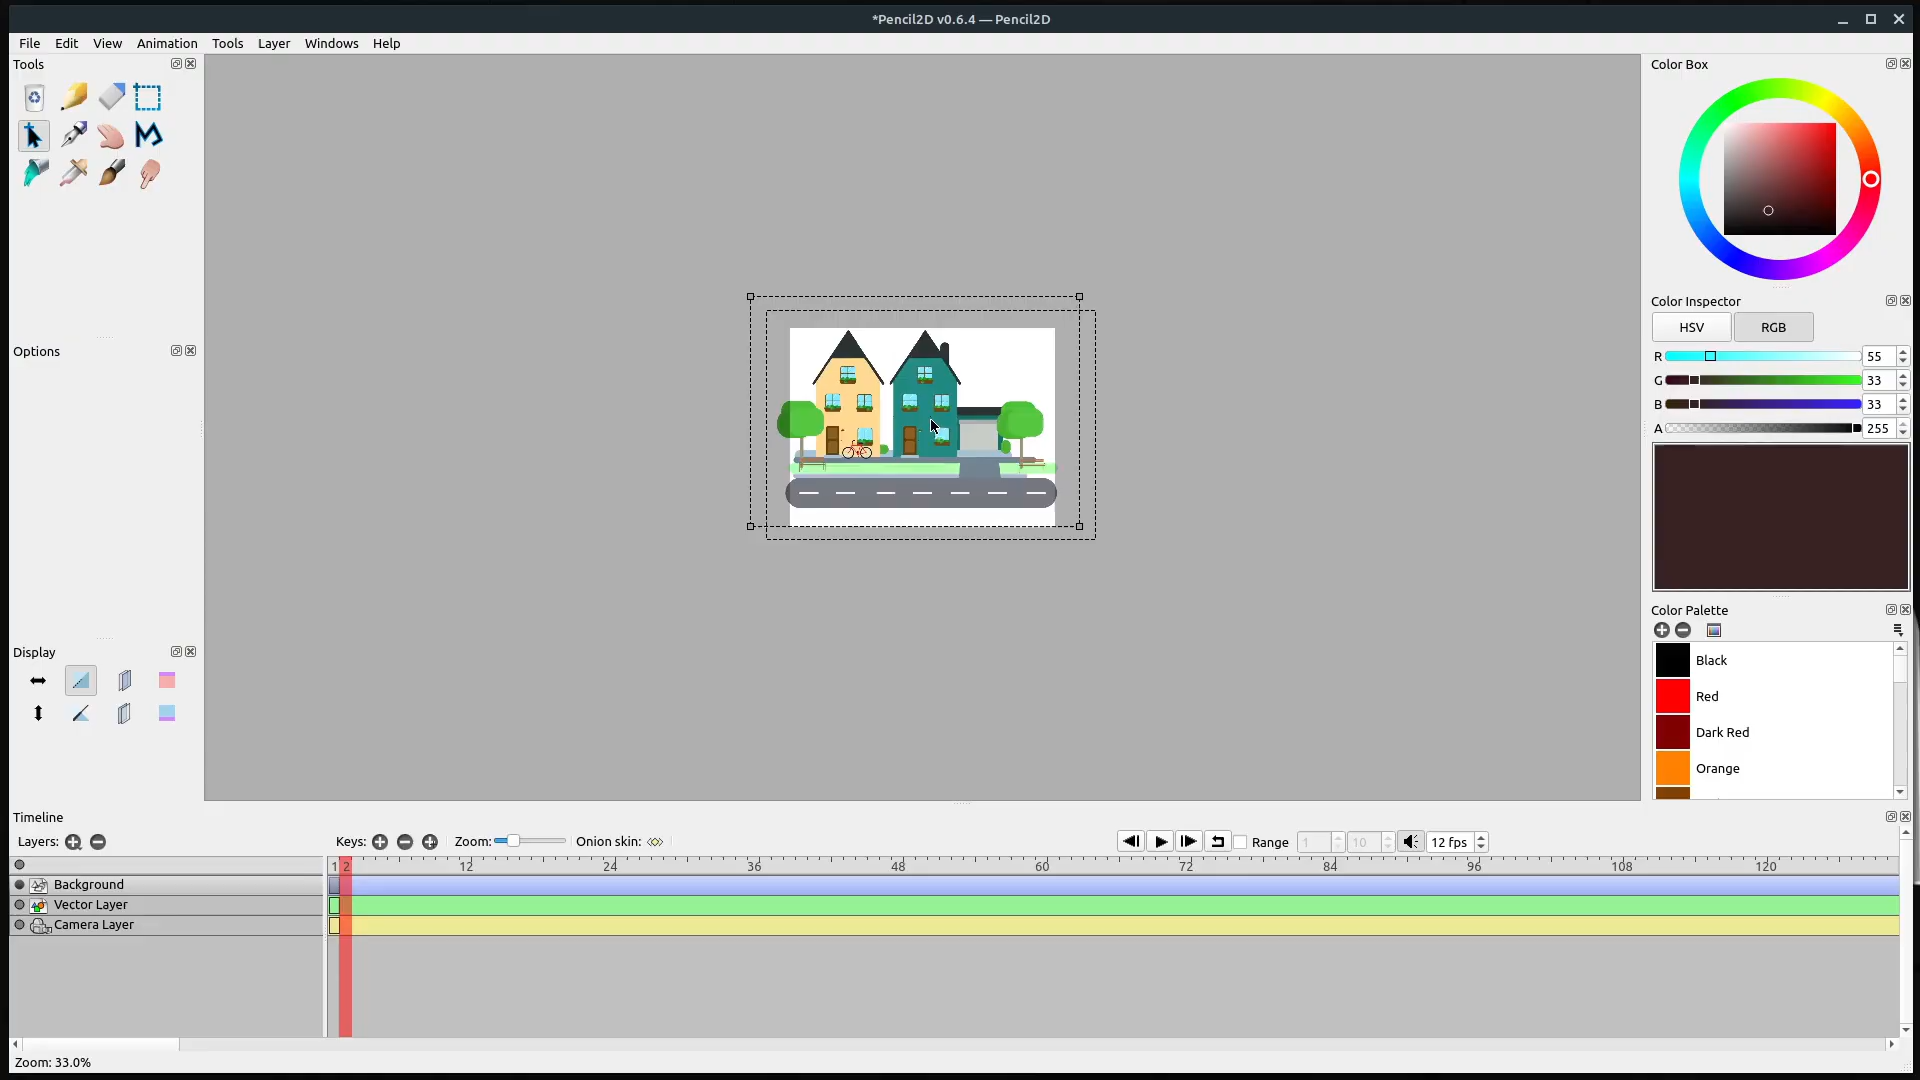 *Pencil2D v0.6.4 — Pencil2D
File Edit View Animation Tools Layer Windows Help
Tools
Options
Display
Color Box
Color Inspector
HSV RGB
R 55
G 33
B 33
A 255
Color Palette
Black
Red
Dark Red
Orange
Timeline
Layers: Keys: Zoom: Onion skin: Range 1 10 12 fps
1 2 12 24 36 48 60 72 84 96 108 120
Background
Vector Layer
Camera Layer
Zoom: 33.0%